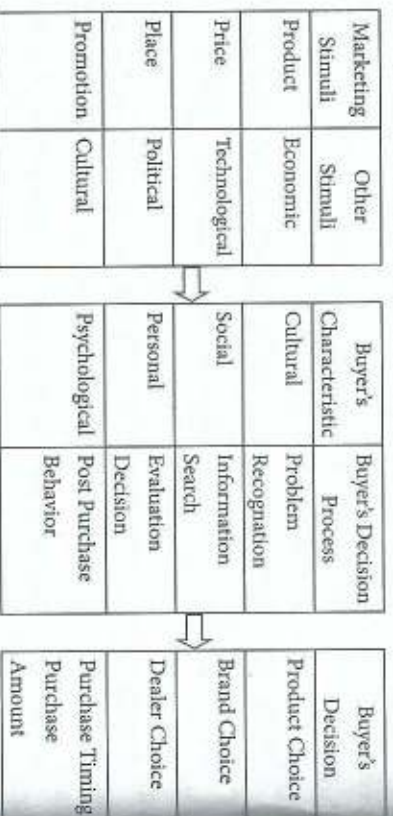 Marketing
Stimuli
Other
Stimuli
Product
Economic
Price
Technological
Place
Political
Promotion
Cultural
Buyer's
Characteristic
Buyer's Decision
Process
Cultural
Problem
Recognation
Social
Information
Search
Personal
Evaluation
Decision
Psychological
Post Purchase
Behavior
Buyer's
Decision
Product Choice
Brand Choice
Dealer Choice
Purchase Timing
Purchase
Amount